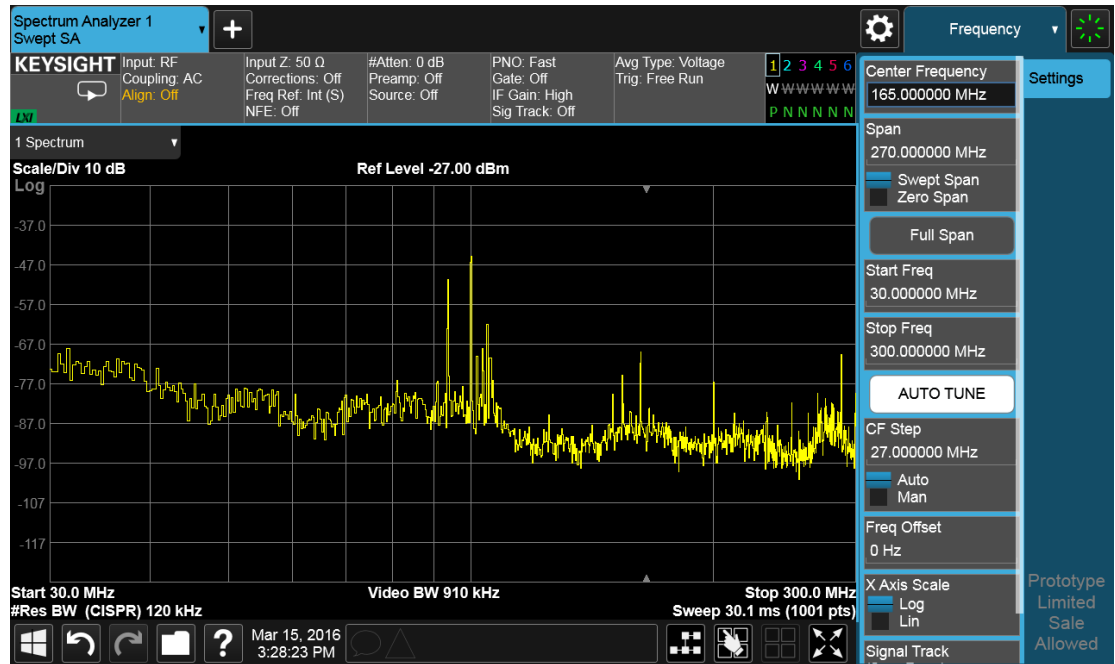 Spectrum Analyzer 1
Swept SA
+
Frequency
KEYSIGHT
LXI
Input: RF
Coupling: AC
Align: Off
Input Z: 50 Ω
Corrections: Off
Freq Ref: Int (S)
NFE: Off
#Atten: 0 dB
Preamp: Off
Source: Off
PNO: Fast
Gate: Off
IF Gain: High
Sig Track: Off
Avg Type: Voltage
Trig: Free Run
1 2 3 4 5 6
W W W W W W
P N N N N N
1 Spectrum
Scale/Div 10 dB
Ref Level -27.00 dBm
Log
-37.0
-47.0
-57.0
-67.0
-77.0
-87.0
-97.0
-107
-117
Start 30.0 MHz
Video BW 910 kHz
Stop 300.0 MHz
#Res BW (CISPR) 120 kHz
Sweep 30.1 ms (1001 pts)
?
Mar 15, 2016
3:28:23 PM
Center Frequency
165.000000 MHz
Span
270.000000 MHz
Swept Span
Zero Span
Full Span
Start Freq
30.000000 MHz
Stop Freq
300.000000 MHz
AUTO TUNE
CF Step
27.000000 MHz
Auto
Man
Freq Offset
0 Hz
X Axis Scale
Log
Lin
Signal Track
Settings
Prototype
Limited
Sale
Allowed